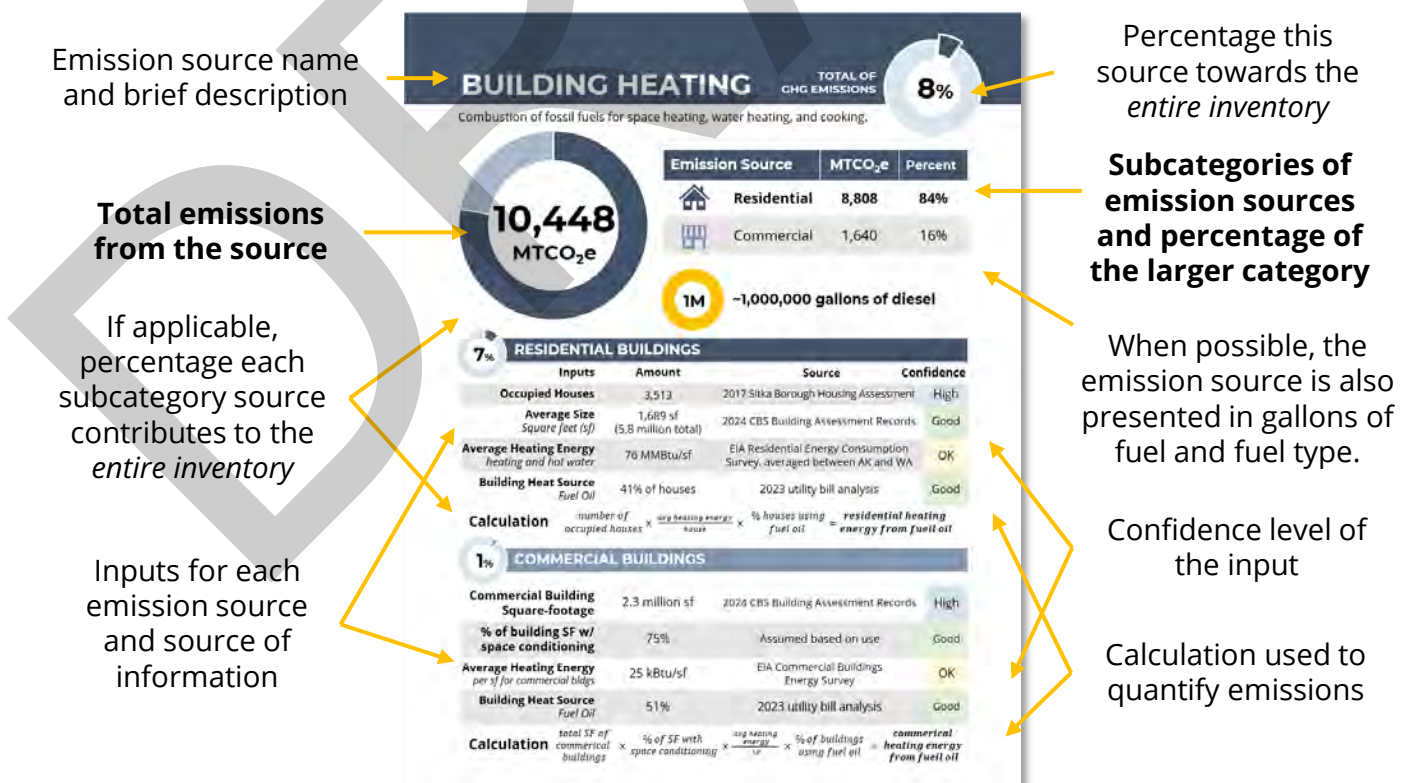 DR
Emission source name
and brief description
BUILDING HEATING
TOTAL OF
GHG EMISSIONS
8%
Combustion of fossil fuels for space heating, water heating, and cooking.
Percentage this
source towards the
entire inventory
Total emissions
from the source
10,448
MTCO₂e
Emission Source MTCO₂e Percent
Residential 8,808 84%
Commercial 1,640 16%
1M ~1,000,000 gallons of diesel
Subcategories of
emission sources
and percentage of
the larger category
If applicable,
percentage each
subcategory source
contributes to the
entire inventory
When possible, the
emission source is also
presented in gallons of
fuel and fuel type.
7% RESIDENTIAL BUILDINGS
Inputs Amount Source Confidence
Occupied Houses 3,513 2017 Sitka Borough Housing Assessment High
Average Size
Square feet (sf)
1,689 sf
(5.8 million total)
2024 CBS Building Assessment Records Good
Average Heating Energy
heating and hot water
76 MMBtu/sf
EIA Residential Energy Consumption
Survey, averaged between AK and WA
OK
Building Heat Source
Fuel Oil
41% of houses 2023 utility bill analysis Good
Calculation
number of
occupied houses
×
avg heating energy
house
×
% houses using
fuel oil
=
residential heating
energy from fueil oil
Inputs for each
emission source
and source of
information
Confidence level of
the input
Calculation used to
quantify emissions
1% COMMERCIAL BUILDINGS
Commercial Building
Square-footage
2.3 million sf 2024 CBS Building Assessment Records High
% of building SF w/
space conditioning
75% Assumed based on use Good
Average Heating Energy
per sf for commercial bldgs
25 kBtu/sf
EIA Commercial Buildings
Energy Survey
OK
Building Heat Source
Fuel Oil
51% 2023 utility bill analysis Good
Calculation
total SF of
commerical
buildings
×
% of SF with
space conditioning
×
avg heating
energy
SF
×
% of buildings
using fuel oil
=
commerical
heating energy
from fueil oil